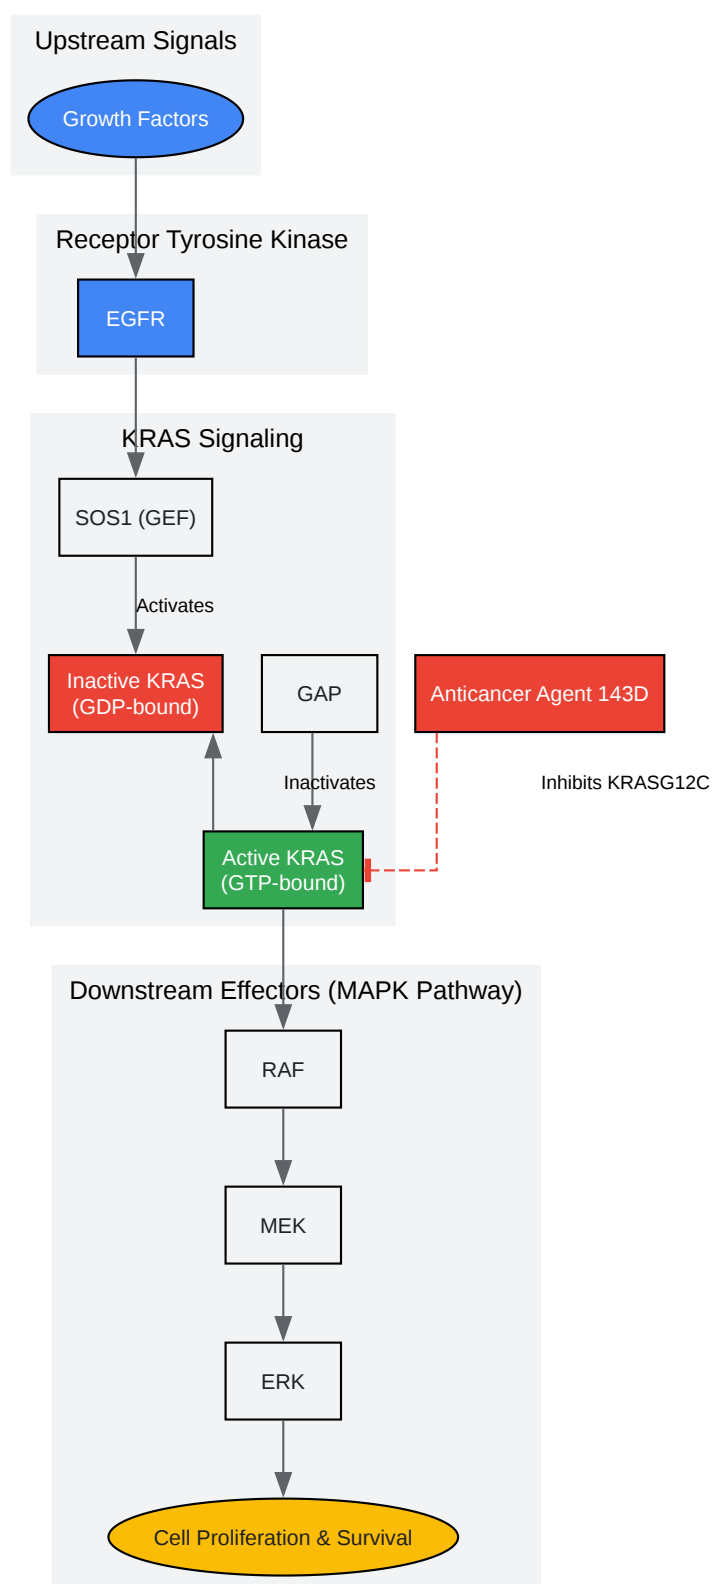 Upstream Signals
Growth Factors
Receptor Tyrosine Kinase
EGFR
KRAS Signaling
SOS1 (GEF)
Activates
Inactive KRAS
(GDP-bound)
GAP
Anticancer Agent 143D
Inactivates
Inhibits KRASG12C
Active KRAS
(GTP-bound)
Downstream Effectors (MAPK Pathway)
RAF
MEK
ERK
Cell Proliferation & Survival